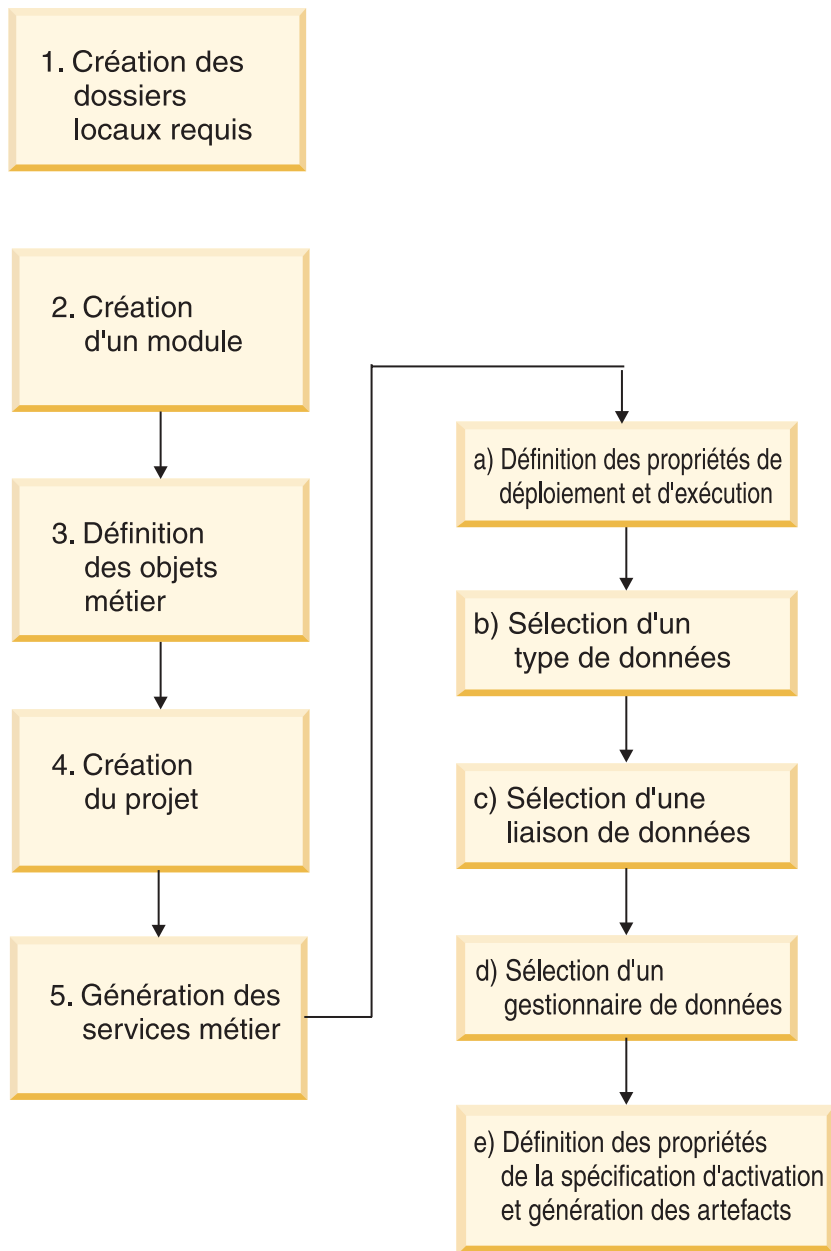 1. Création des
dossiers
locaux requis
2. Création
d'un module
3. Définition
des objets
métier
4. Création
du projet
5. Génération des
services métier
a) Définition des propriétés de
déploiement et d'exécution
b) Sélection d'un
type de données
c) Sélection d'une
liaison de données
d) Sélection d'un
gestionnaire de données
e) Définition des propriétés
de la spécification d'activation
et génération des artefacts